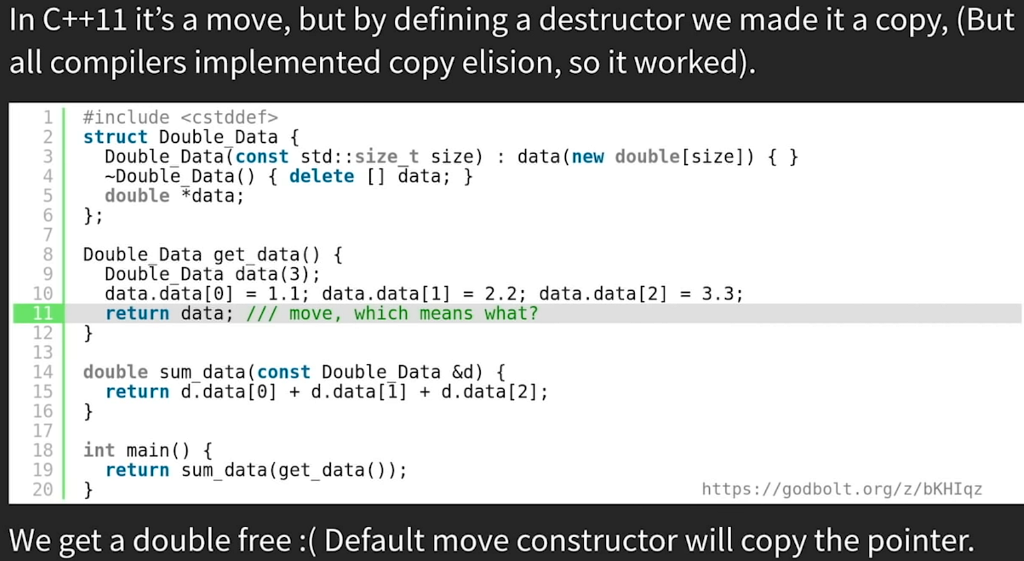 In C++11 it’s a move, but by defining a destructor we made it a copy, (But
all compilers implemented copy elision, so it worked).
1 #include <cstddef>
2 struct Double_Data {
3   Double_Data(const std::size_t size) : data(new double[size]) { }
4   ~Double_Data() { delete [] data; }
5   double *data;
6 };
7
8 Double_Data get_data() {
9   Double_Data data(3);
10   data.data[0] = 1.1; data.data[1] = 2.2; data.data[2] = 3.3;
11   return data; /// move, which means what?
12 }
13
14 double sum_data(const Double_Data &d) {
15   return d.data[0] + d.data[1] + d.data[2];
16 }
17
18 int main() {
19   return sum_data(get_data());
20 }
https://godbolt.org/z/bKHIqz
We get a double free :( Default move constructor will copy the pointer.